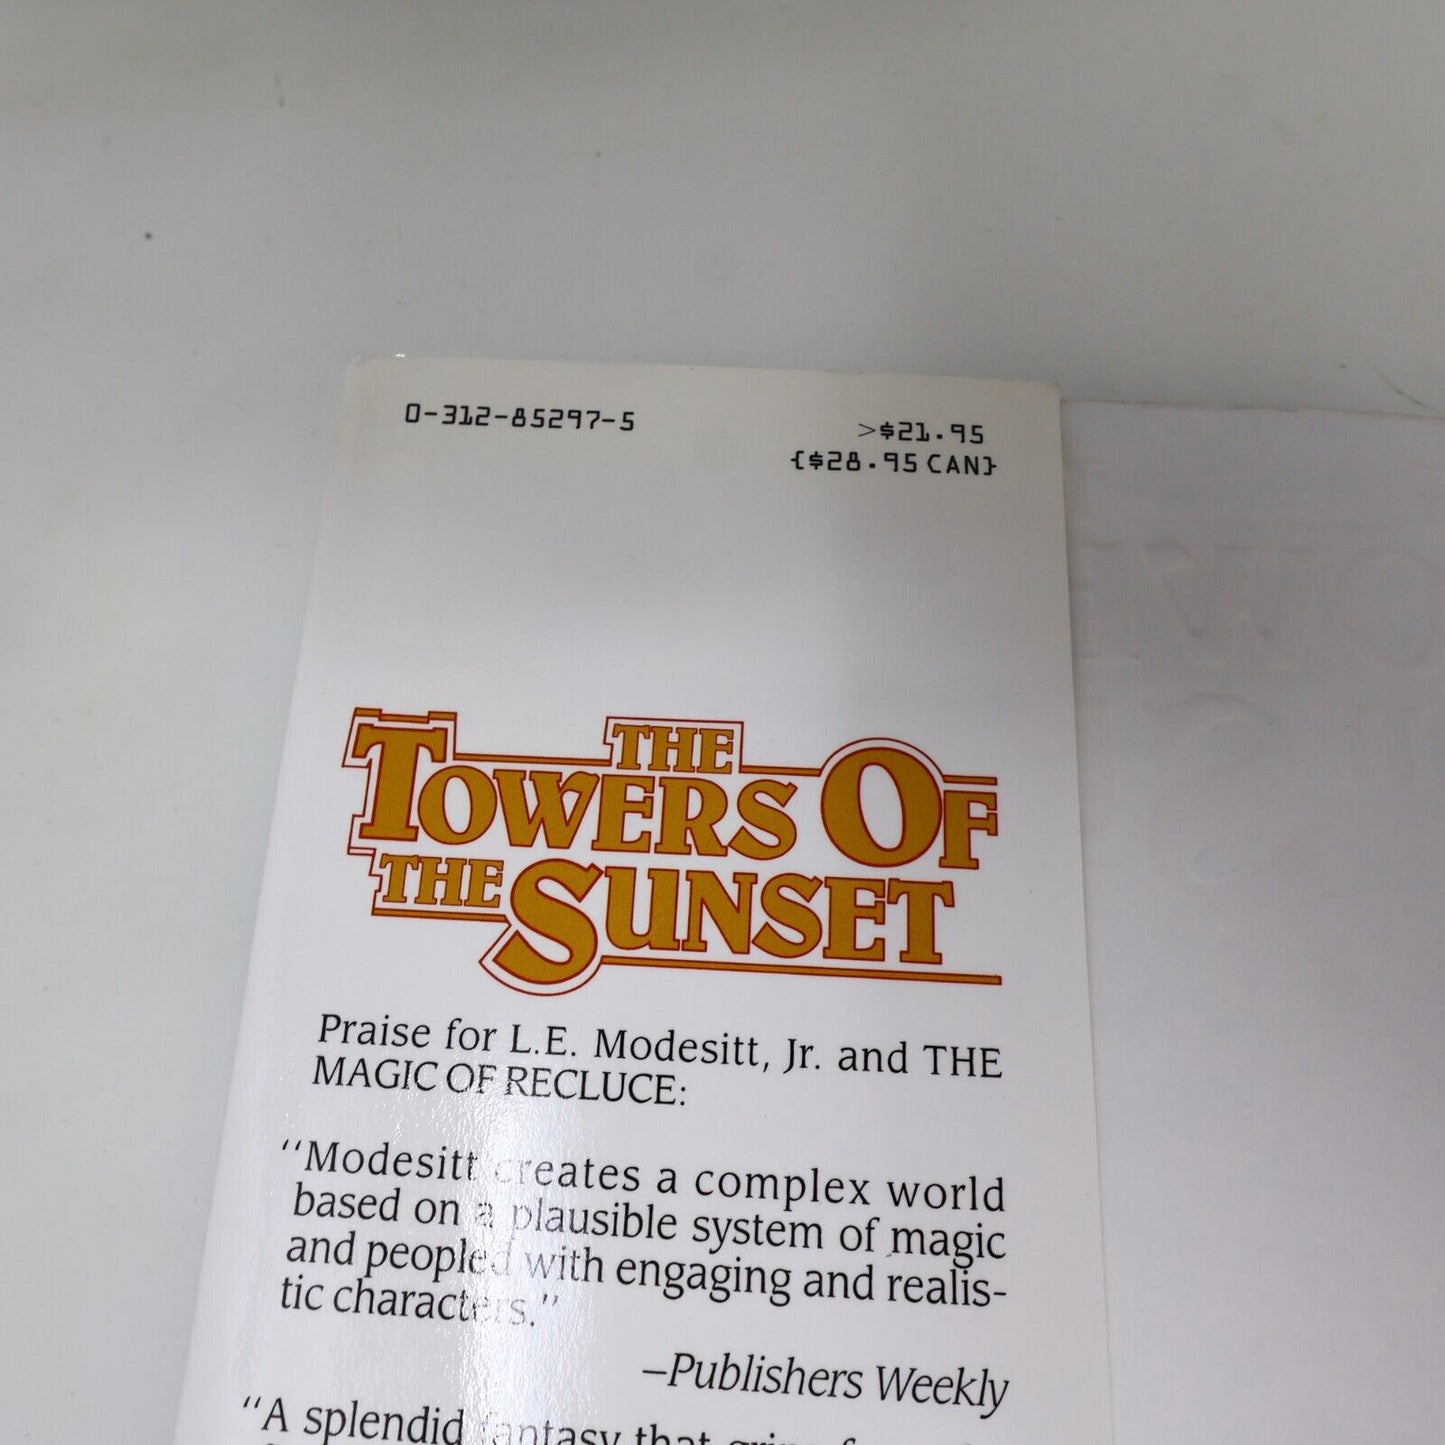 0-312-85297-5
>$21.95
{$28.95 CAN}
THE
TOWERS OF
THE SUNSET
Praise for L.E. Modesitt, Jr. and THE
MAGIC OF RECLUCE:
“Modesitt creates a complex world
based on a plausible system of magic
and peopled with engaging and realis-
tic characters.”
–Publishers Weekly
“A splendid fantasy that